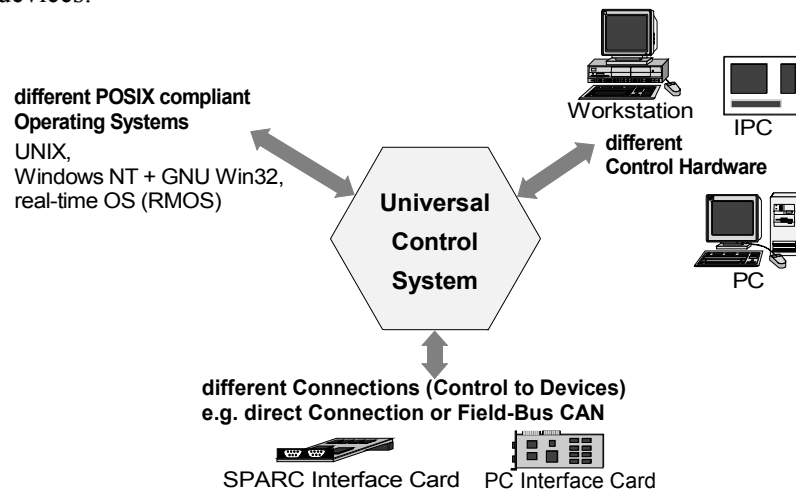 devices.
different POSIX compliant
Operating Systems
UNIX,
Windows NT + GNU Win32,
real-time OS (RMOS)
Workstation
IPC
different
Control Hardware
PC
Universal
Control
System
different Connections (Control to Devices)
e.g. direct Connection or Field-Bus CAN
SPARC Interface Card
PC Interface Card